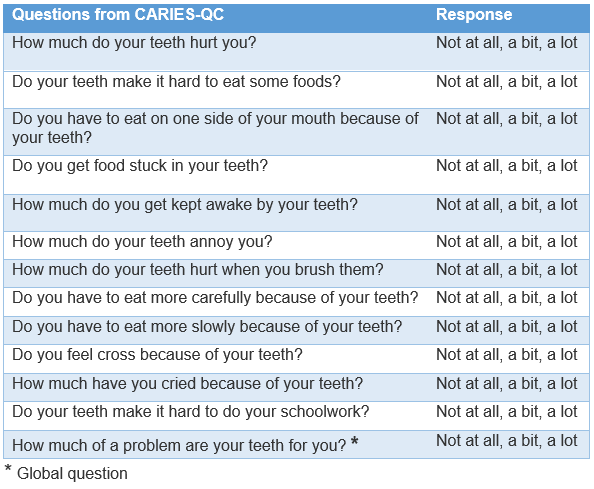 Questions from CARIES-QC Response
How much do your teeth hurt you? Not at all, a bit, a lot
Do your teeth make it hard to eat some foods? Not at all, a bit, a lot
Do you have to eat on one side of your mouth because of Not at all, a bit, a lot
your teeth?
Do you get food stuck in your teeth? Not at all, a bit, a lot
How much do you get kept awake by your teeth? Not at all, a bit, a lot
How much do your teeth annoy you? Not at all, a bit, a lot
How much do your teeth hurt when you brush them? Not at all, a bit, a lot
Do you have to eat more carefully because of your teeth? Not at all, a bit, a lot
Do you have to eat more slowly because of your teeth? Not at all, a bit, a lot
Do you feel cross because of your teeth? Not at all, a bit, a lot
How much have you cried because of your teeth? Not at all, a bit, a lot
Do your teeth make it hard to do your schoolwork? Not at all, a bit, a lot
How much of a problem are your teeth for you? * Not at all, a bit, a lot
* Global question